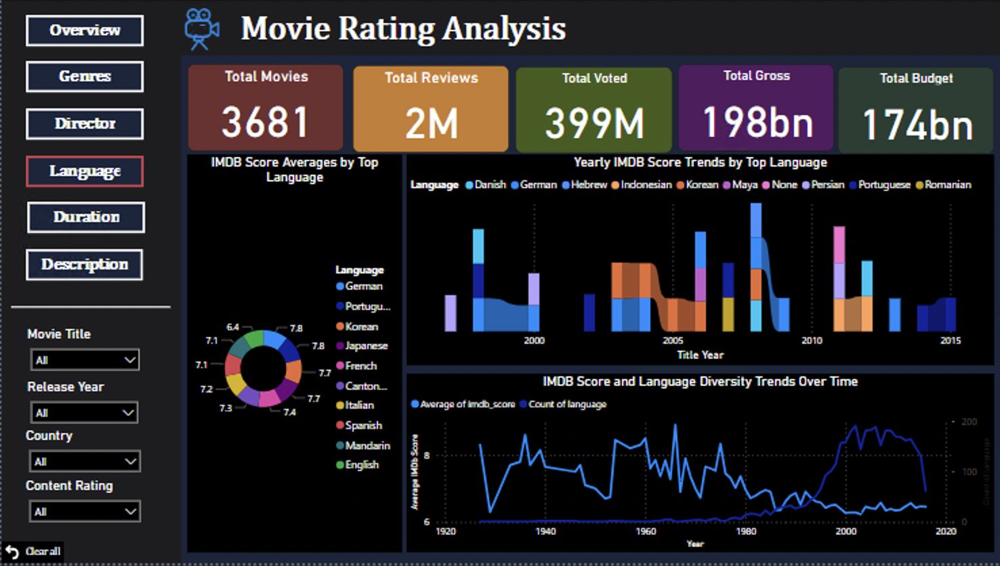 Overview
Genres
Director
Language
Duration
Description
Movie Title
All
Release Year
All
Country
All
Content Rating
All
Clear all
Movie Rating Analysis
Total Movies
3681
Total Reviews
2M
Total Voted
399M
Total Gross
198bn
Total Budget
174bn
IMDB Score Averages by Top
Language
Language
German
Portugu...
Korean
Japanese
French
Canton...
Italian
Spanish
Mandarin
English
7.8
7.8
7.7
7.7
7.4
7.3
7.2
7.1
7.1
6.4
Yearly IMDB Score Trends by Top Language
Language Danish German Hebrew Indonesian Korean Maya None Persian Portuguese Romanian
2000 2005 2010 2015
Title Year
IMDB Score and Language Diversity Trends Over Time
Average of imdb_score Count of language
Average IMDb Score
8
6
200
100
0
Count of language
1920 1940 1960 1980 2000 2020
Year